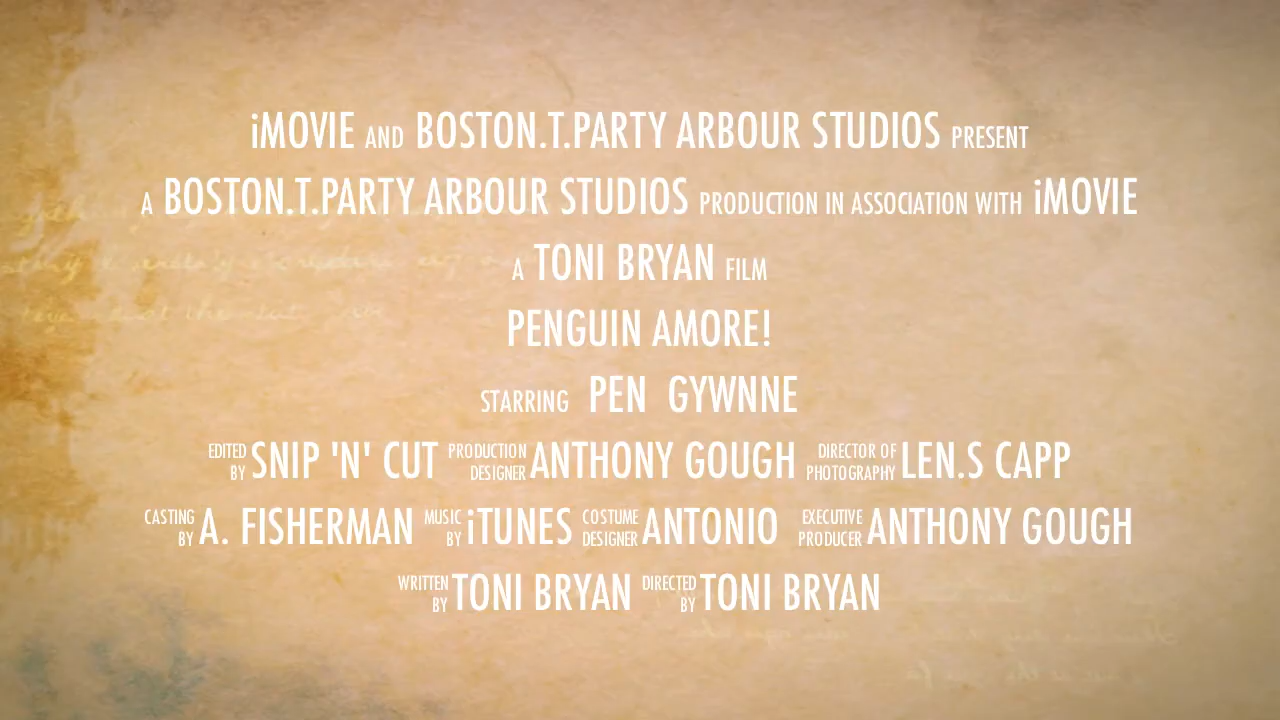 iMOVIE AND BOSTON.T.PARTY ARBOUR STUDIOS PRESENT
A BOSTON.T.PARTY ARBOUR STUDIOS PRODUCTION IN ASSOCIATION WITH iMOVIE
A TONI BRYAN FILM
PENGUIN AMORE!
STARRING PEN GYWNNE
EDITED BY SNIP 'N' CUT PRODUCTION DESIGNER ANTHONY GOUGH DIRECTOR OF PHOTOGRAPHY LEN.S CAPP
CASTING BY A. FISHERMAN MUSIC BY iTUNES COSTUME DESIGNER ANTONIO EXECUTIVE PRODUCER ANTHONY GOUGH
WRITTEN BY TONI BRYAN DIRECTED BY TONI BRYAN